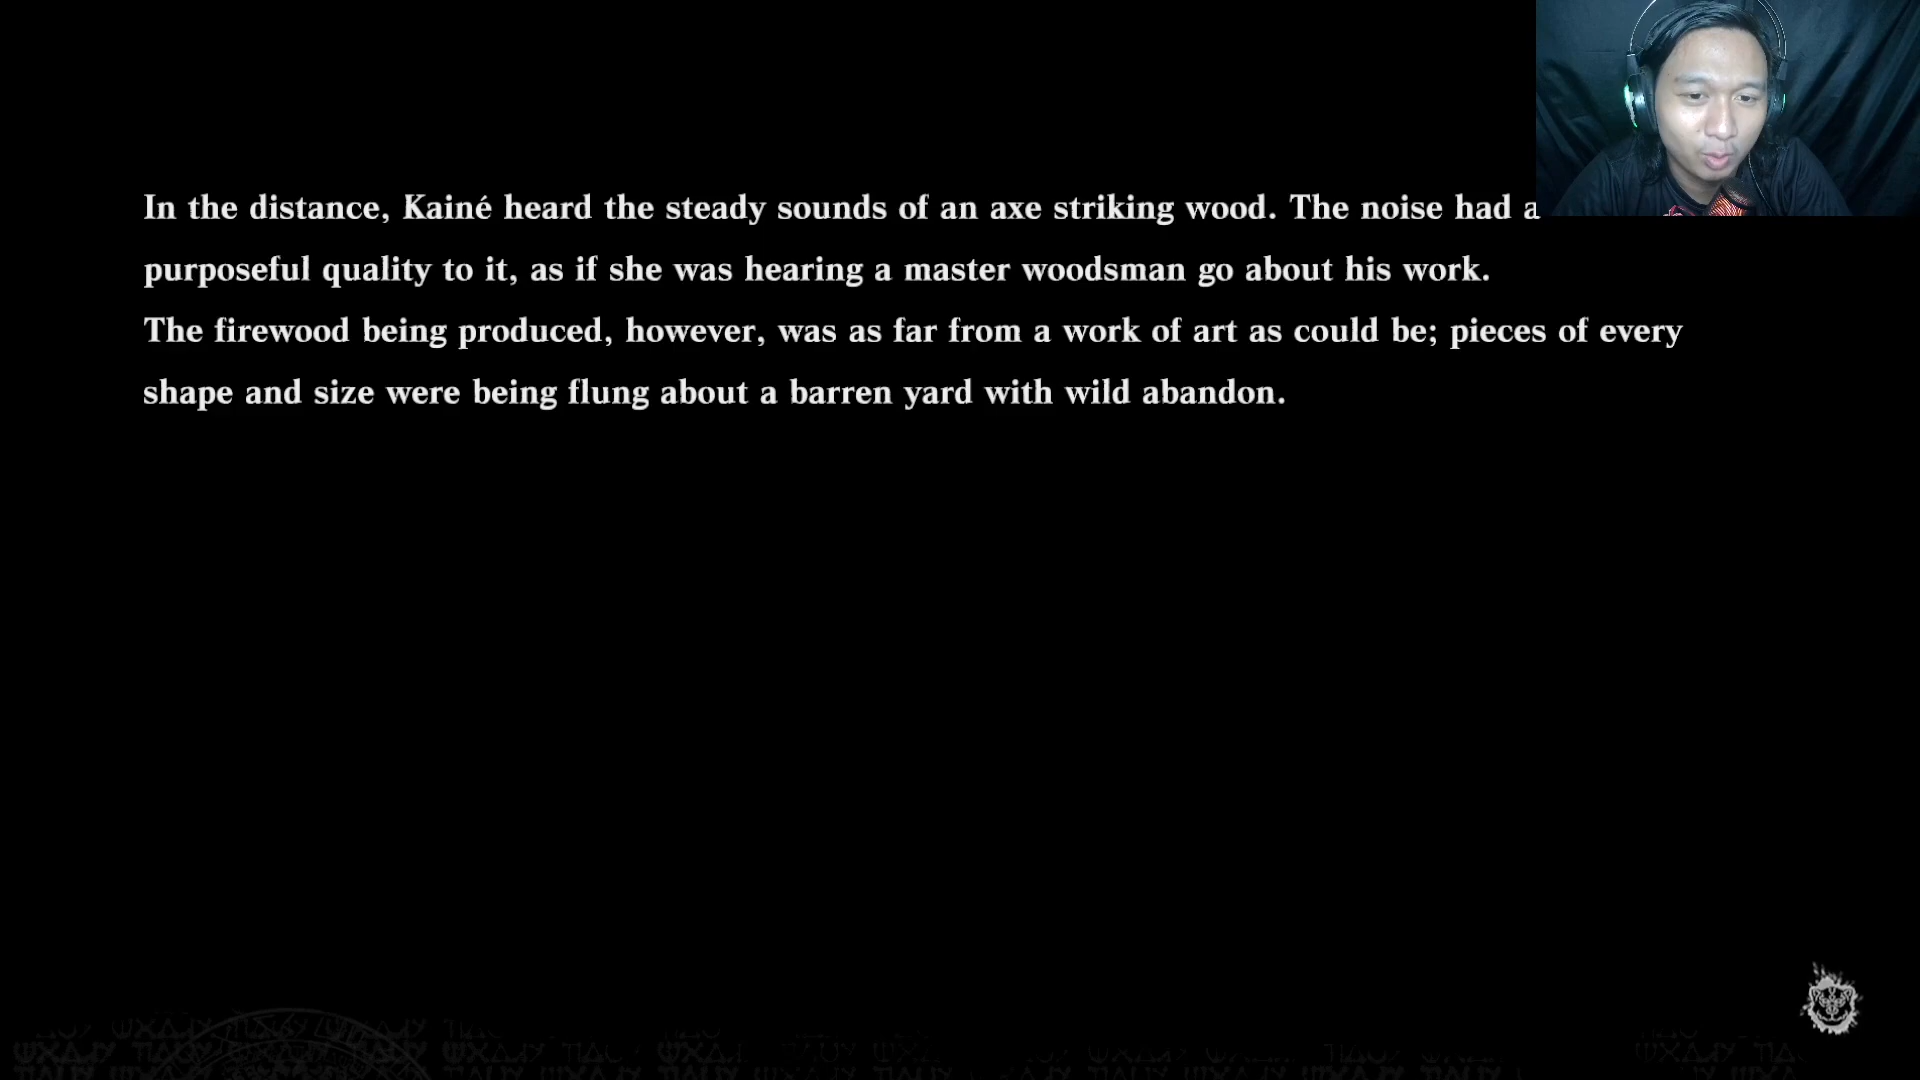 In the distance, Kainé heard the steady sounds of an axe striking wood. The noise had a
purposeful quality to it, as if she was hearing a master woodsman go about his work.
The firewood being produced, however, was as far from a work of art as could be; pieces of every
shape and size were being flung about a barren yard with wild abandon.